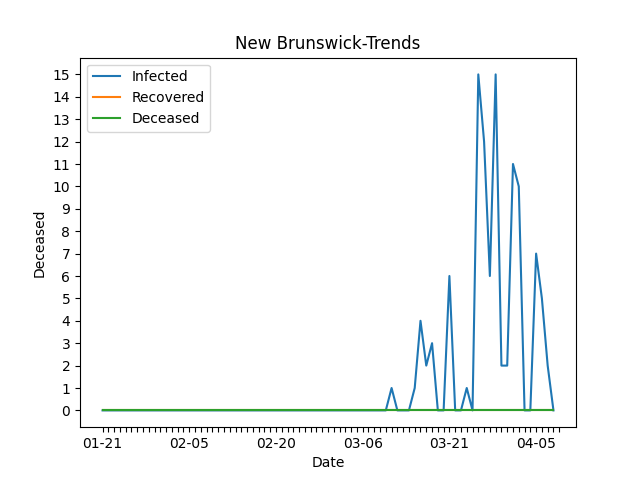 New Brunswick-Trends
Infected
Recovered
Deceased
15
14
13
12
11
10
9
8
7
6
5
4
3
2
1
0
Deceased
01-21 02-05 02-20 03-06 03-21 04-05
Date